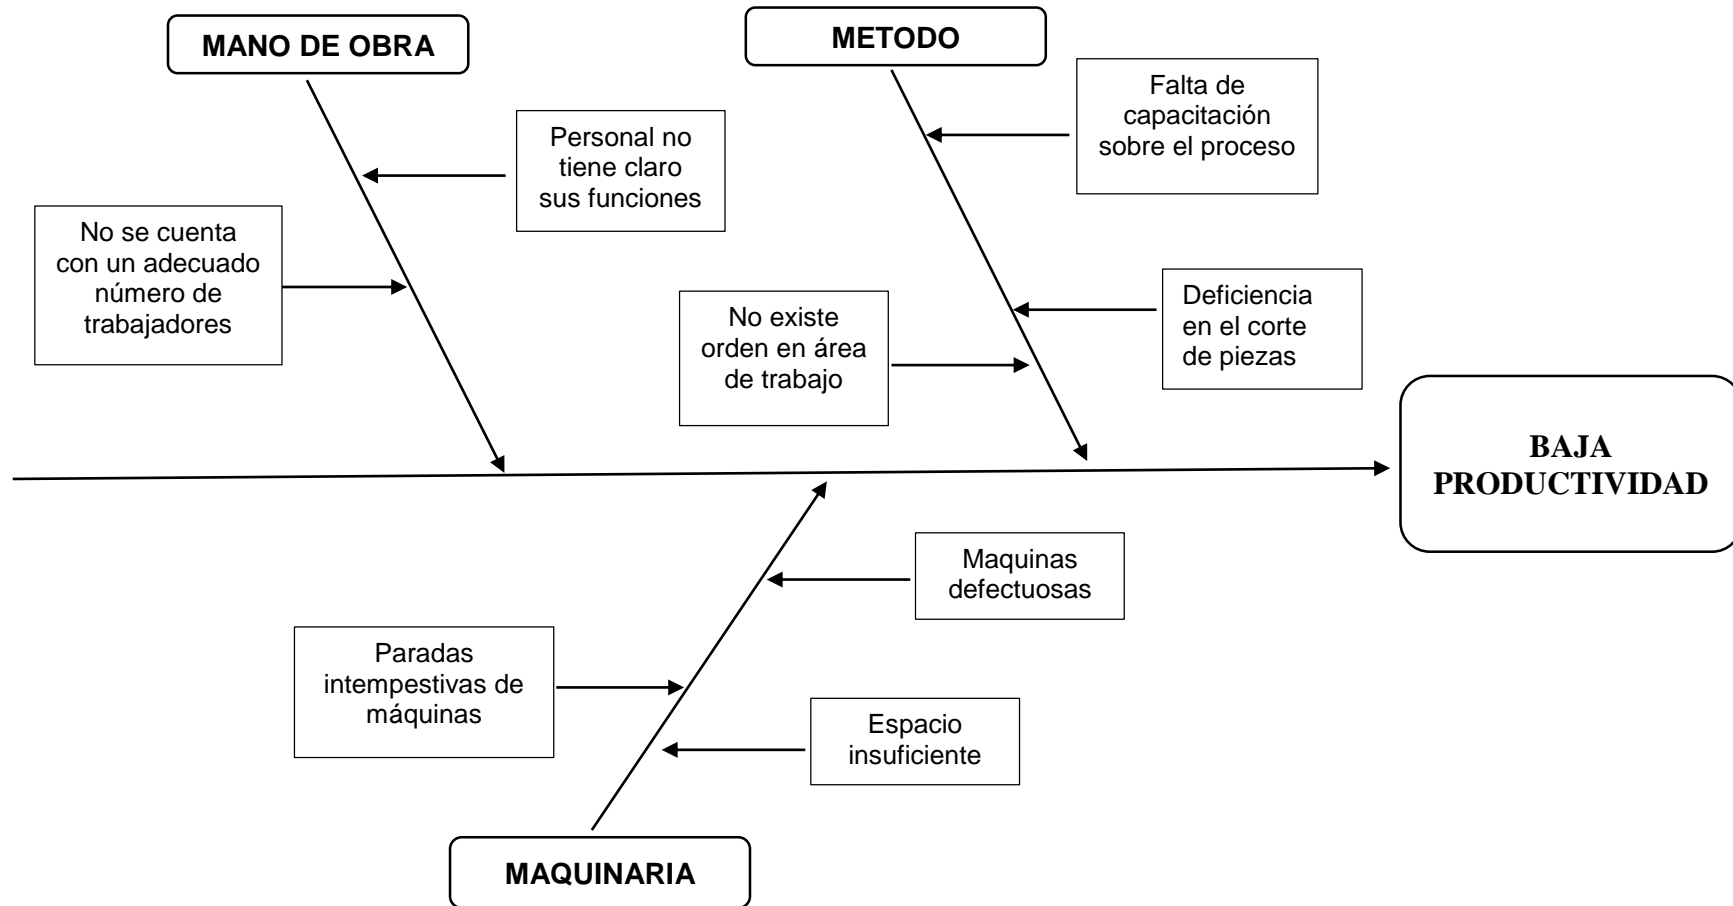 MANO DE OBRA
METODO
Personal no
tiene claro
sus funciones
No se cuenta
con un adecuado
número de
trabajadores
Falta de
capacitación
sobre el proceso
Deficiencia
en el corte
de piezas
No existe
orden en área
de trabajo
BAJA
PRODUCTIVIDAD
Maquinas
defectuosas
Paradas
intempestivas de
máquinas
Espacio
insuficiente
MAQUINARIA